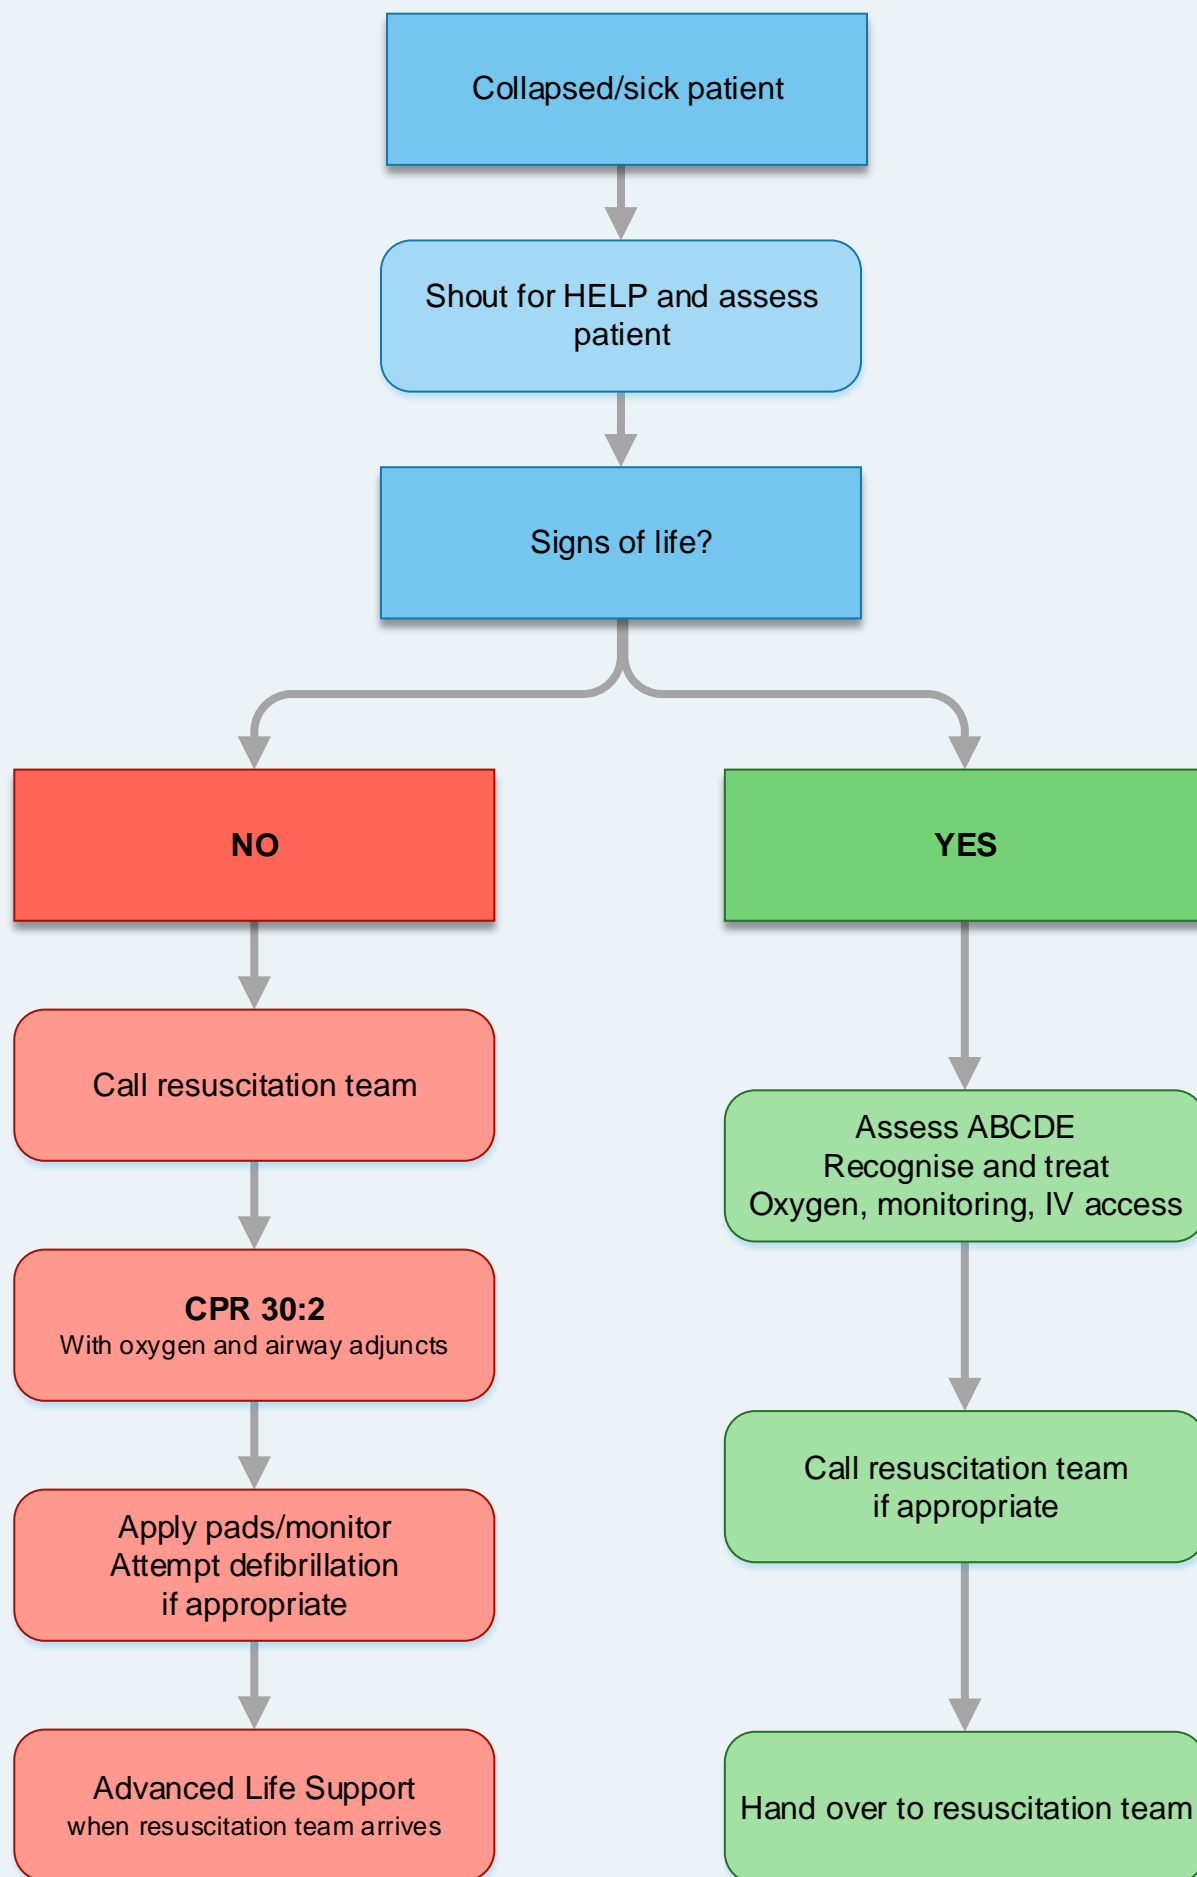 Collapsed/sick patient
Shout for HELP and assess
patient
Signs of life?
NO
YES
Call resuscitation team
CPR 30:2
With oxygen and airway adjuncts
Apply pads/monitor
Attempt defibrillation
if appropriate
Advanced Life Support
when resuscitation team arrives
Assess ABCDE
Recognise and treat
Oxygen, monitoring, IV access
Call resuscitation team
if appropriate
Hand over to resuscitation team